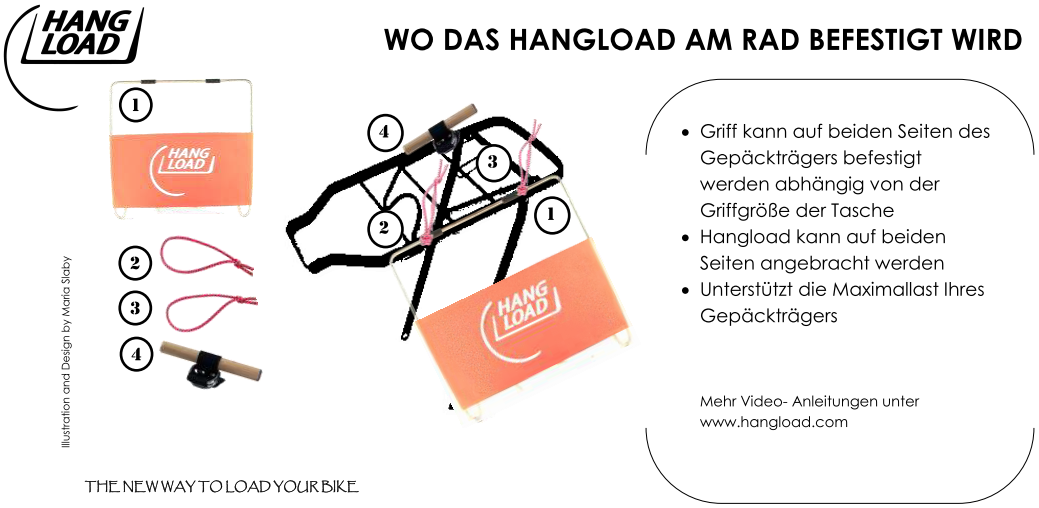 HANG
LOAD
WO DAS HANGLOAD AM RAD BEFESTIGT WIRD
1
HANG
LOAD
2
3
4
4
3
2
1
HANG
LOAD
• Griff kann auf beiden Seiten des
Gepäckträgers befestigt
werden abhängig von der
Griffgröße der Tasche
• Hangload kann auf beiden
Seiten angebracht werden
• Unterstützt die Maximallast Ihres
Gepäckträgers
Mehr Video- Anleitungen unter
www.hangload.com
Illustration and Design by Maria Slaby
THE NEW WAY TO LOAD YOUR BIKE